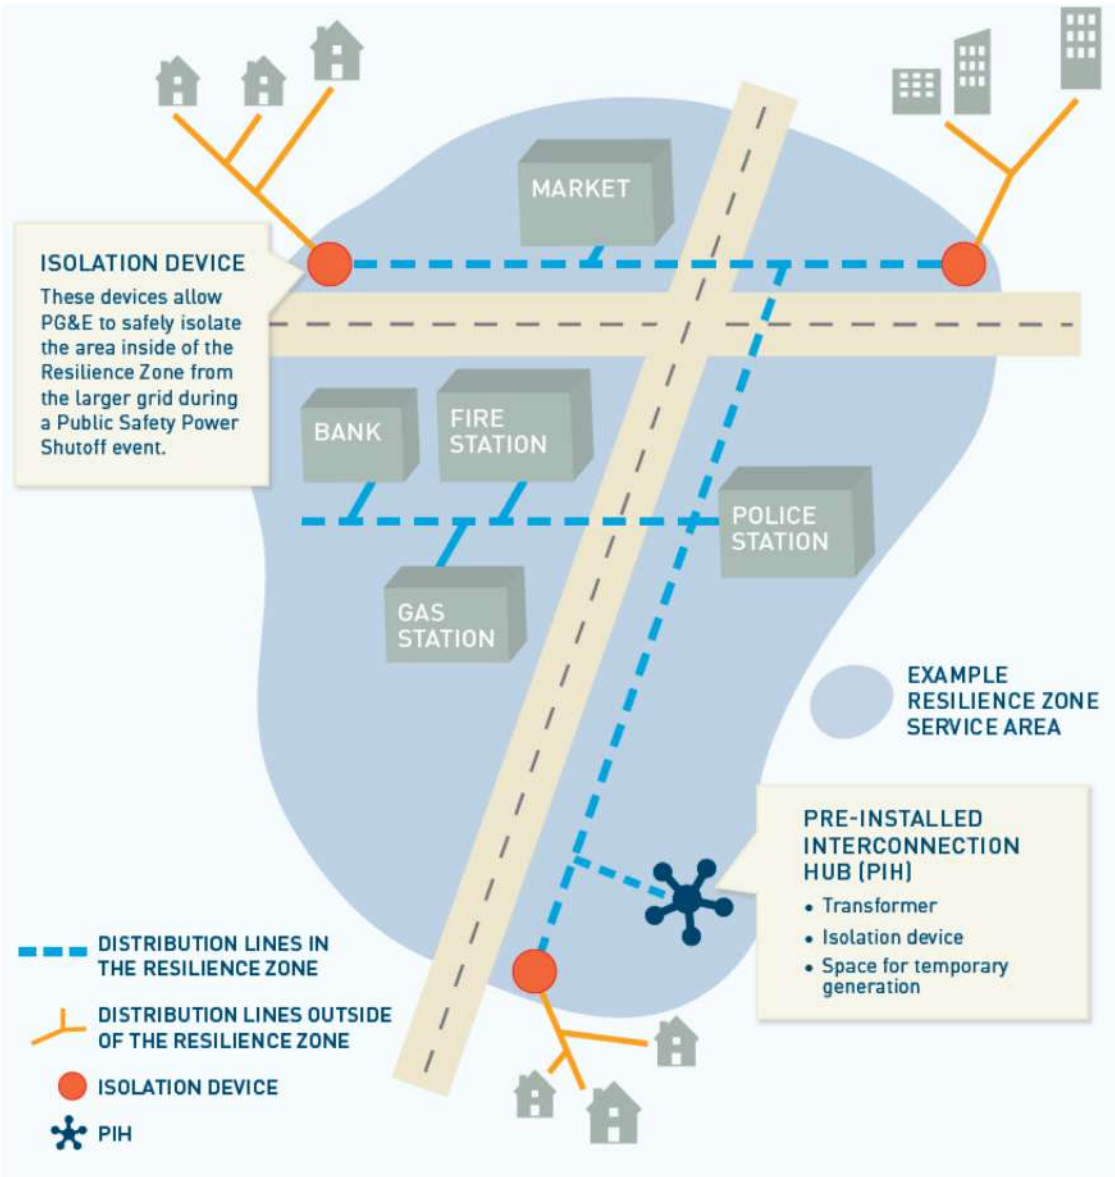 MARKET
ISOLATION DEVICE
These devices allow
PG&E to safely isolate
the area inside of the
Resilience Zone from
the larger grid during
a Public Safety Power
Shutoff event.
BANK
FIRE
STATION
POLICE
STATION
GAS
STATION
EXAMPLE
RESILIENCE ZONE
SERVICE AREA
PRE-INSTALLED
INTERCONNECTION
HUB (PIH)
• Transformer
• Isolation device
• Space for temporary
generation
DISTRIBUTION LINES IN
THE RESILIENCE ZONE
DISTRIBUTION LINES OUTSIDE
OF THE RESILIENCE ZONE
ISOLATION DEVICE
PIH